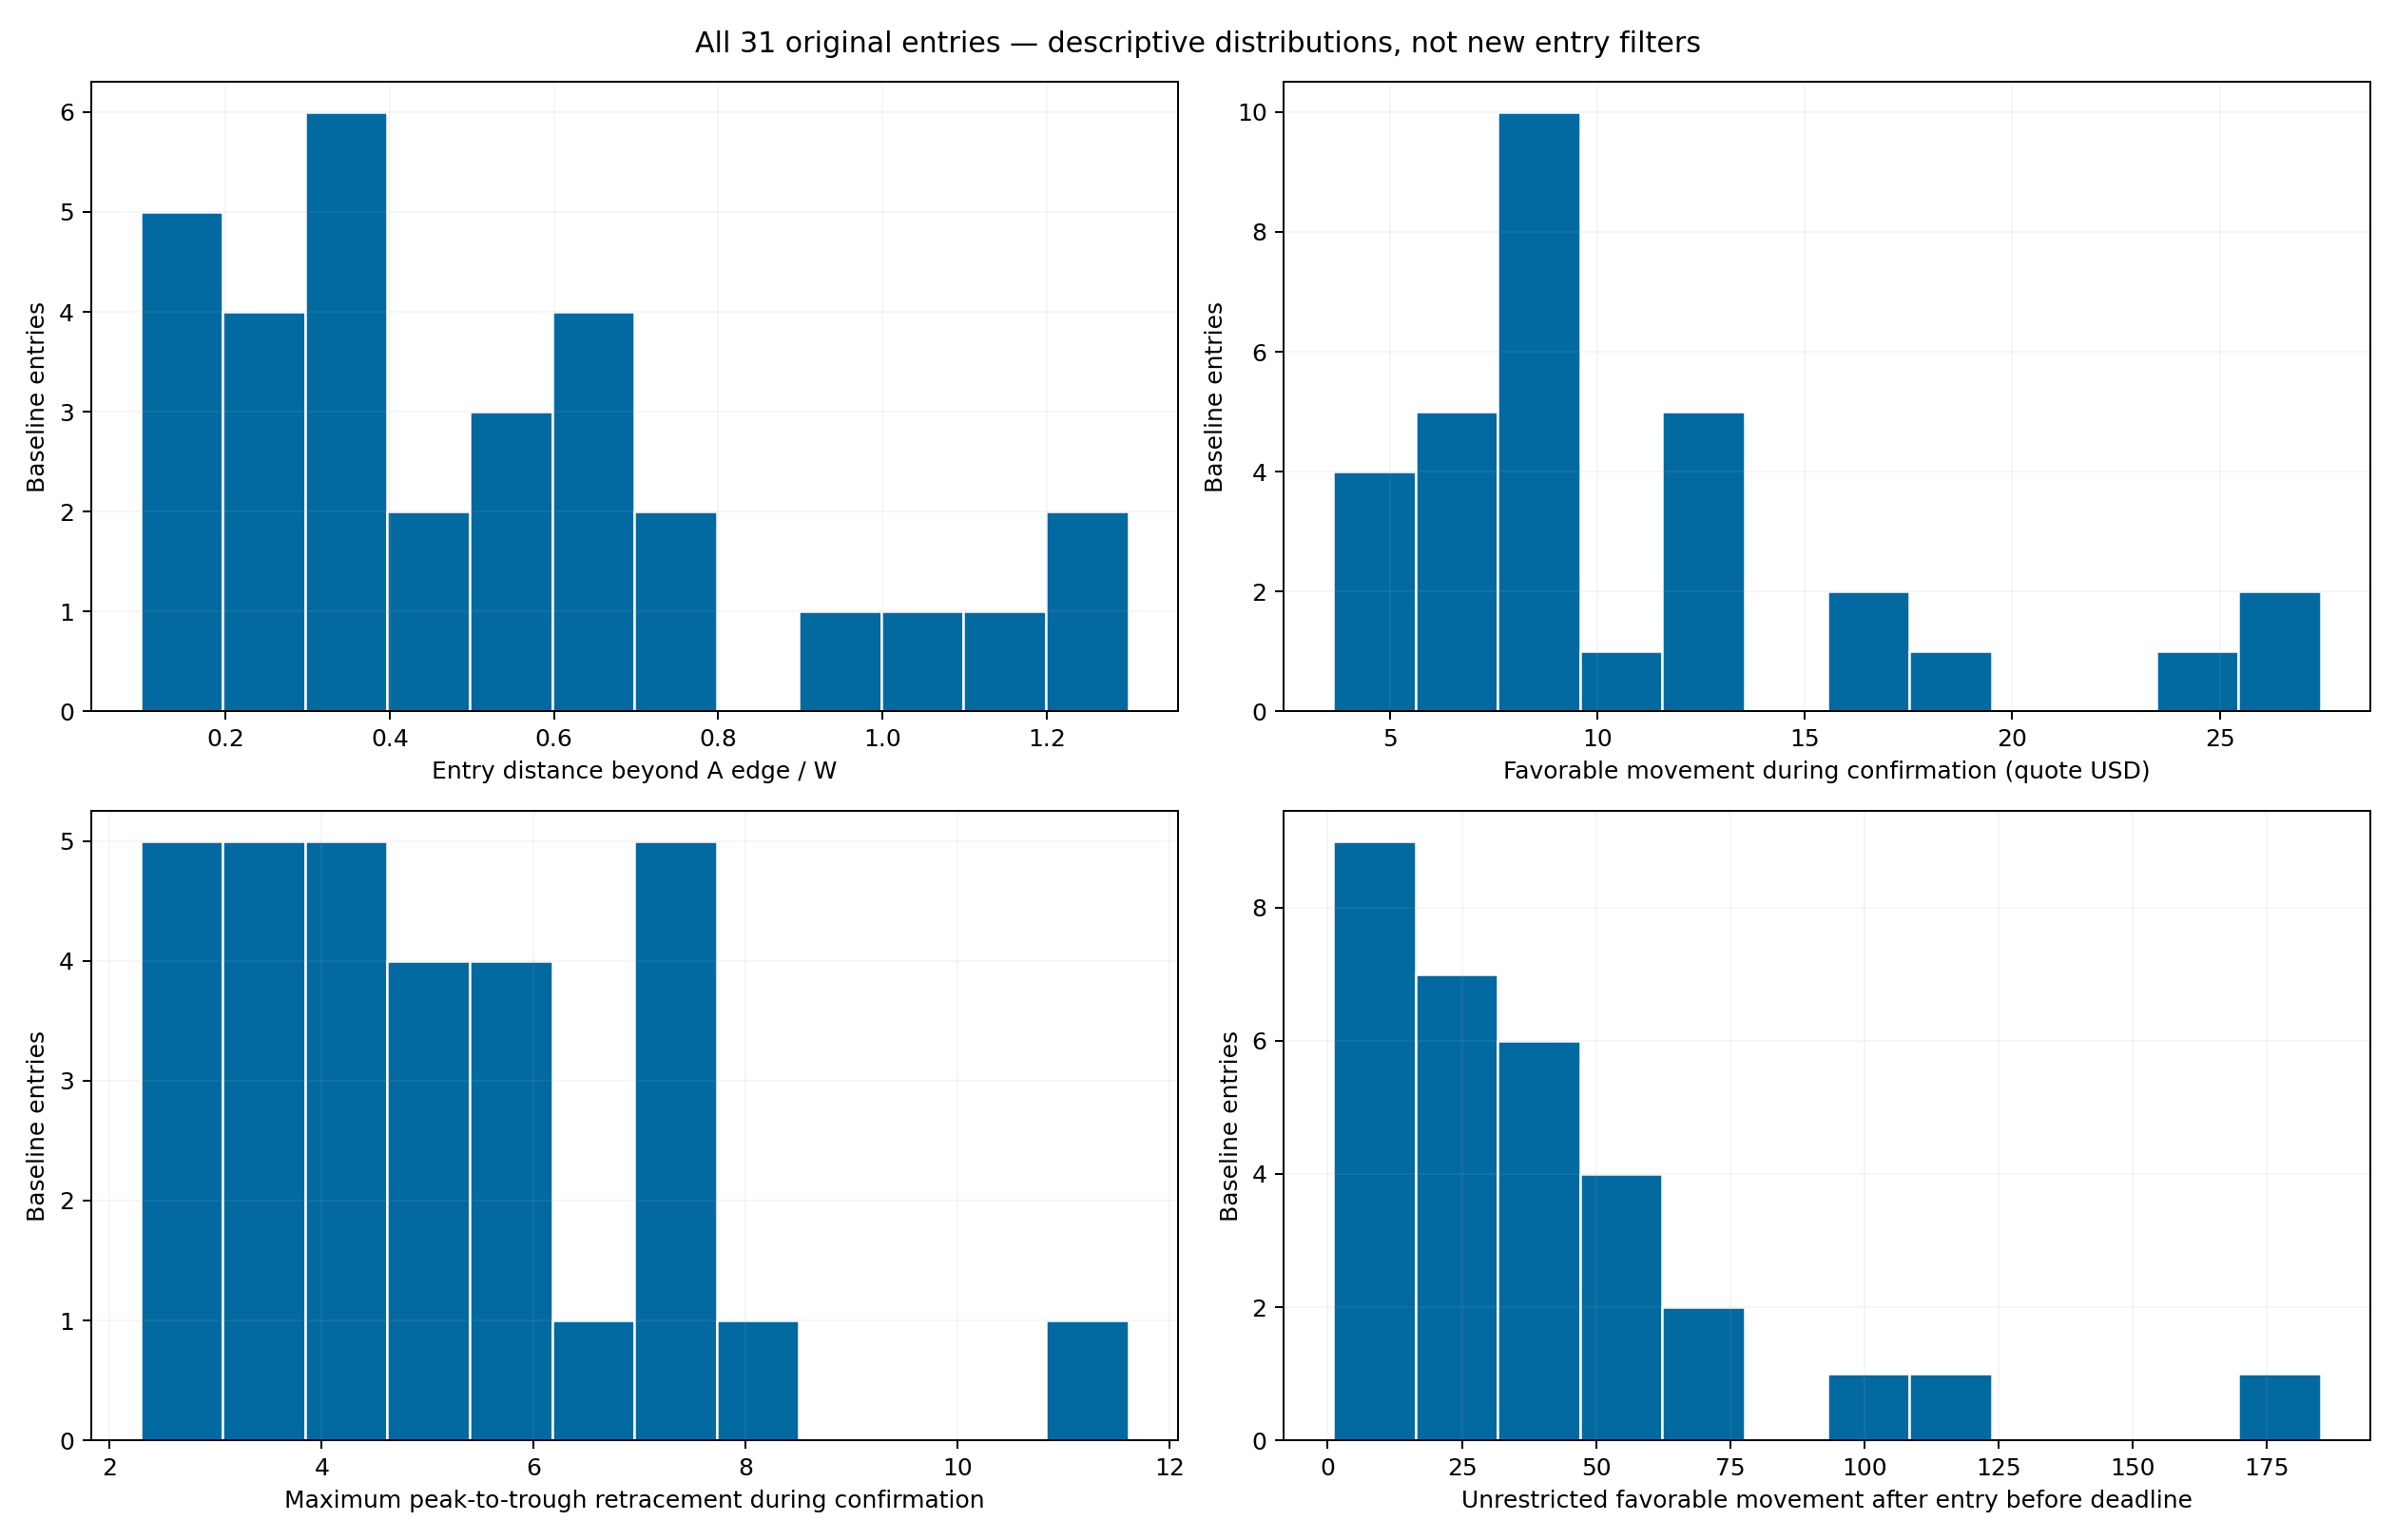 All 31 original entries — descriptive distributions, not new entry filters
Baseline entries
6
5
4
3
2
1
0
0.2 0.4 0.6 0.8 1.0 1.2
Entry distance beyond A edge / W
Baseline entries
10
8
6
4
2
0
5 10 15 20 25
Favorable movement during confirmation (quote USD)
Baseline entries
5
4
3
2
1
0
2 4 6 8 10 12
Maximum peak-to-trough retracement during confirmation
Baseline entries
8
6
4
2
0
0 25 50 75 100 125 150 175
Unrestricted favorable movement after entry before deadline